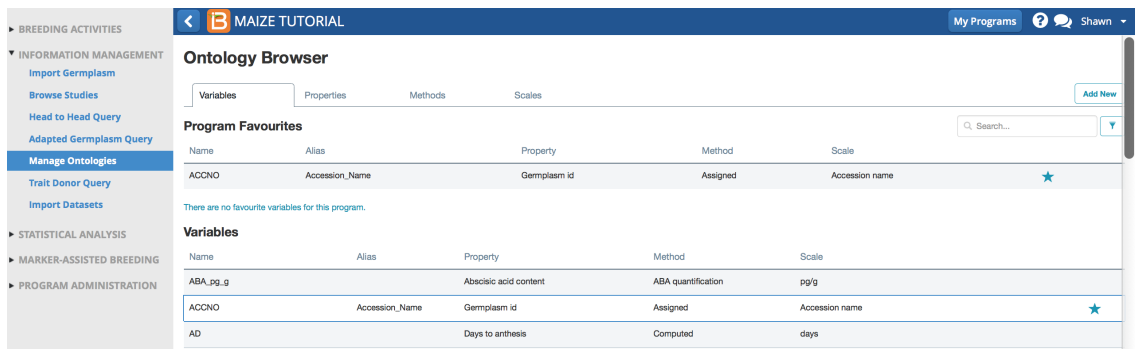 BREEDING ACTIVITIES
INFORMATION MANAGEMENT
Import Germplasm
Browse Studies
Head to Head Query
Adapted Germplasm Query
Manage Ontologies
Trait Donor Query
Import Datasets
STATISTICAL ANALYSIS
MARKER-ASSISTED BREEDING
PROGRAM ADMINISTRATION
MAIZE TUTORIAL My Programs ? Shawn
Ontology Browser
Variables Properties Methods Scales Add New
Program Favourites Search...
Name Alias Property Method Scale
ACCNO Accession_Name Germplasm id Assigned Accession name
There are no favourite variables for this program.
Variables
Name Alias Property Method Scale
ABA_pg_g Abscisic acid content ABA quantification pg/g
ACCNO Accession_Name Germplasm id Assigned Accession name
AD Days to anthesis Computed days